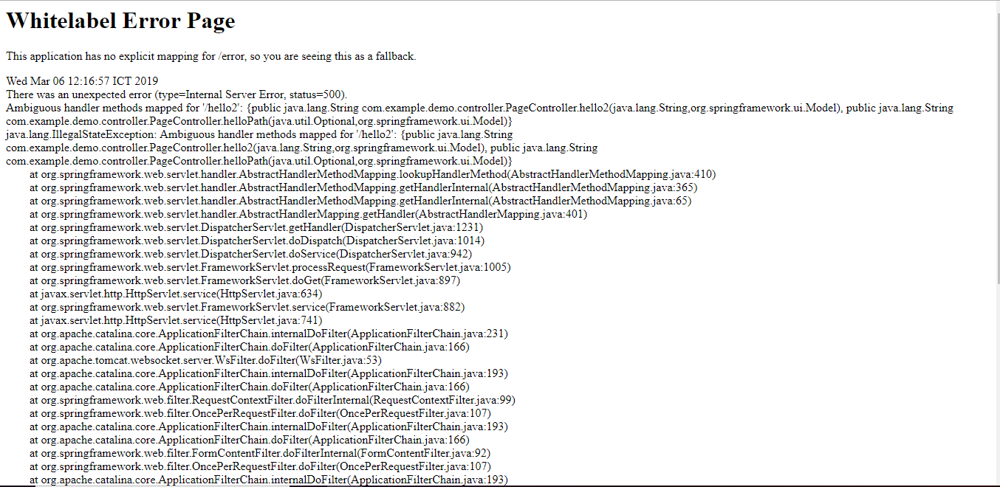 Whitelabel Error Page
This application has no explicit mapping for /error, so you are seeing this as a fallback.
Wed Mar 06 12:16:57 ICT 2019
There was an unexpected error (type=Internal Server Error, status=500).
Ambiguous handler methods mapped for '/hello2': {public java.lang.String com.example.demo.controller.PageController.hello2(java.lang.String,org.springframework.ui.Model), public java.lang.String
com.example.demo.controller.PageController.helloPath(java.util.Optional,org.springframework.ui.Model)}
java.lang.IllegalStateException: Ambiguous handler methods mapped for '/hello2': {public java.lang.String
com.example.demo.controller.PageController.hello2(java.lang.String,org.springframework.ui.Model), public java.lang.String
com.example.demo.controller.PageController.helloPath(java.util.Optional,org.springframework.ui.Model)}
at org.springframework.web.servlet.handler.AbstractHandlerMethodMapping.lookupHandlerMethod(AbstractHandlerMethodMapping.java:410)
at org.springframework.web.servlet.handler.AbstractHandlerMethodMapping.getHandlerInternal(AbstractHandlerMethodMapping.java:365)
at org.springframework.web.servlet.handler.AbstractHandlerMethodMapping.getHandlerInternal(AbstractHandlerMethodMapping.java:65)
at org.springframework.web.servlet.handler.AbstractHandlerMapping.getHandler(AbstractHandlerMapping.java:401)
at org.springframework.web.servlet.DispatcherServlet.getHandler(DispatcherServlet.java:1231)
at org.springframework.web.servlet.DispatcherServlet.doDispatch(DispatcherServlet.java:1014)
at org.springframework.web.servlet.DispatcherServlet.doService(DispatcherServlet.java:942)
at org.springframework.web.servlet.FrameworkServlet.processRequest(FrameworkServlet.java:1005)
at org.springframework.web.servlet.FrameworkServlet.doGet(FrameworkServlet.java:897)
at javax.servlet.http.HttpServlet.service(HttpServlet.java:634)
at org.springframework.web.servlet.FrameworkServlet.service(FrameworkServlet.java:882)
at javax.servlet.http.HttpServlet.service(HttpServlet.java:741)
at org.apache.catalina.core.ApplicationFilterChain.internalDoFilter(ApplicationFilterChain.java:231)
at org.apache.catalina.core.ApplicationFilterChain.doFilter(ApplicationFilterChain.java:166)
at org.apache.tomcat.websocket.server.WsFilter.doFilter(WsFilter.java:53)
at org.apache.catalina.core.ApplicationFilterChain.internalDoFilter(ApplicationFilterChain.java:193)
at org.apache.catalina.core.ApplicationFilterChain.doFilter(ApplicationFilterChain.java:166)
at org.springframework.web.filter.RequestContextFilter.doFilterInternal(RequestContextFilter.java:99)
at org.springframework.web.filter.OncePerRequestFilter.doFilter(OncePerRequestFilter.java:107)
at org.apache.catalina.core.ApplicationFilterChain.internalDoFilter(ApplicationFilterChain.java:193)
at org.apache.catalina.core.ApplicationFilterChain.doFilter(ApplicationFilterChain.java:166)
at org.springframework.web.filter.FormContentFilter.doFilterInternal(FormContentFilter.java:92)
at org.springframework.web.filter.OncePerRequestFilter.doFilter(OncePerRequestFilter.java:107)
at org.apache.catalina.core.ApplicationFilterChain.internalDoFilter(ApplicationFilterChain.java:193)